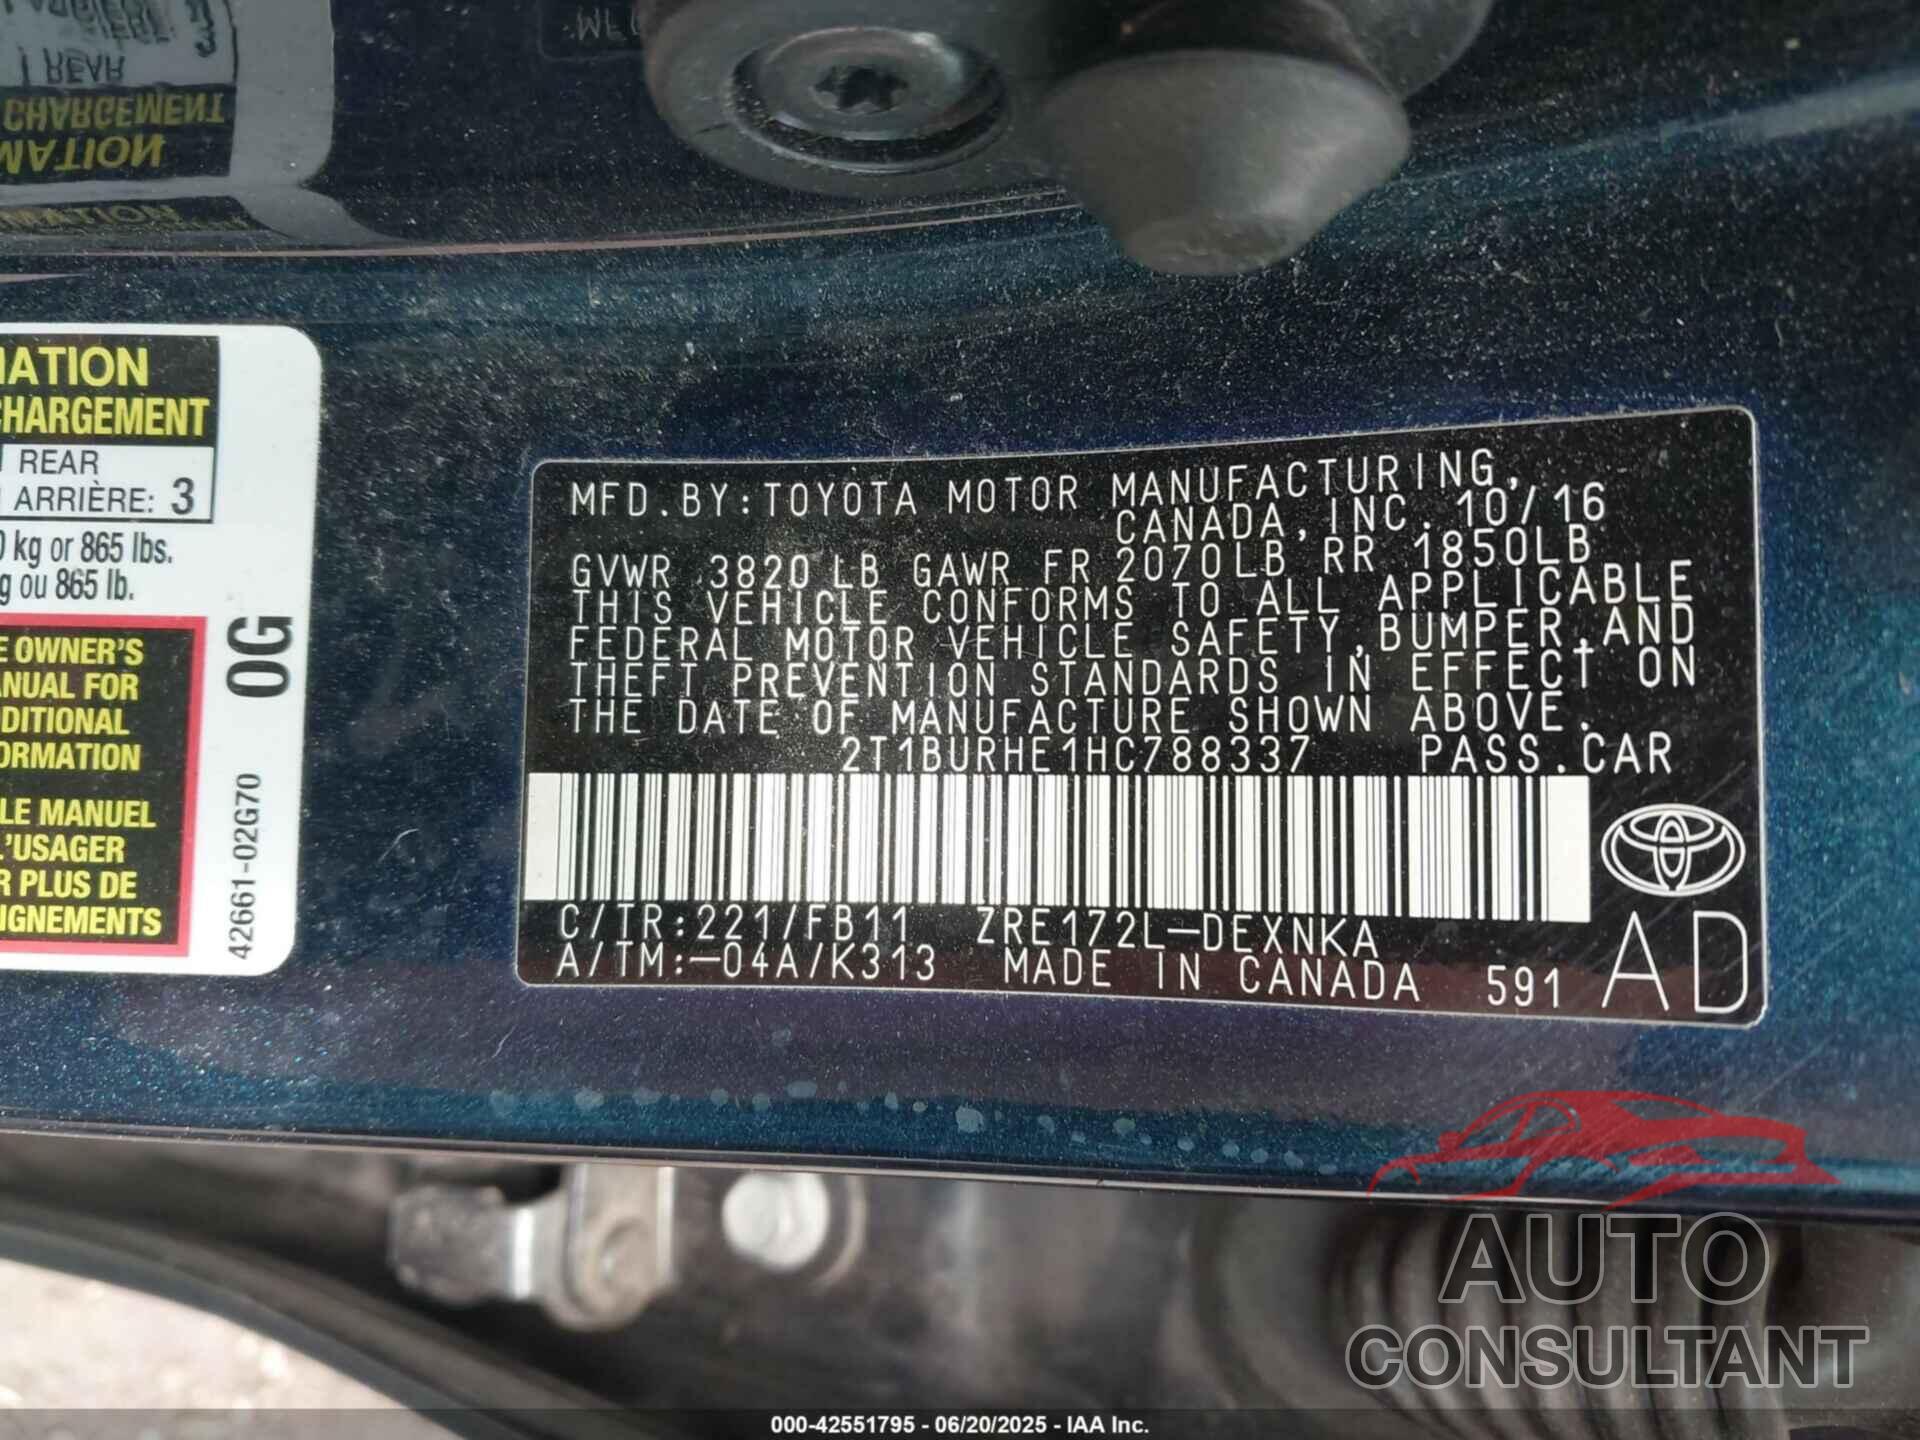 MATION
CHARGEMENT
REAR
ARRIÈRE: 3
0 kg or 865 lbs.
g ou 865 lb.
OWNER'S
ANUAL FOR
DDITIONAL
ORMATION
LE MANUEL
L'USAGER
R PLUS DE
IGNEMENTS
42661-02G70 0G
MFD.BY:TOYOTA MOTOR MANUFACTURING,
CANADA,INC. 10/16
GVWR 3820 LB GAWR FR 2070LB RR 1850LB
THIS VEHICLE CONFORMS TO ALL APPLICABLE
FEDERAL MOTOR VEHICLE SAFETY,BUMPER,AND
THEFT PREVENTION STANDARDS IN EFFECT ON
THE DATE OF MANUFACTURE SHOWN ABOVE.
2T1BURHE1HC788337 PASS.CAR
C/TR:221/FB11 ZRE172L-DEXNKA
A/TM:-04A/K313 MADE IN CANADA 591
AD
AUTO
CONSULTANT
000-42551795 - 06/20/2025 - IAA Inc.